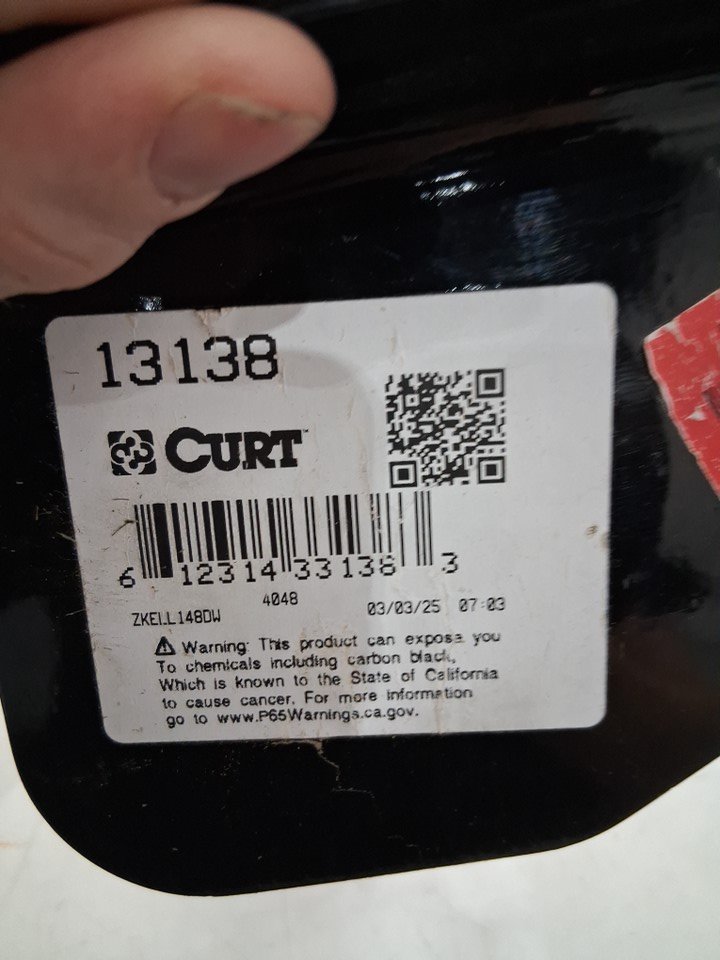 13138
CURT™
6 12314 33138 3
4048
ZKELL148DW
03/03/25 07:03
⚠ Warning: This product can expose you
To chemicals including carbon black,
Which is known to the State of California
to cause cancer. For more information
go to www.P65Warnings.ca.gov.